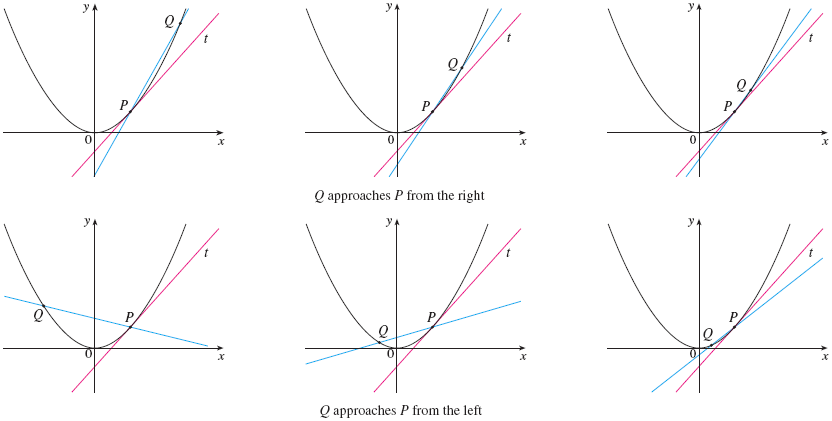 y y y
Q
t t t
Q
Q
P P P
0 x 0 x 0 x
Q approaches P from the right
y y y
t t t
Q P Q P Q P
0 x 0 x 0 x
Q approaches P from the left